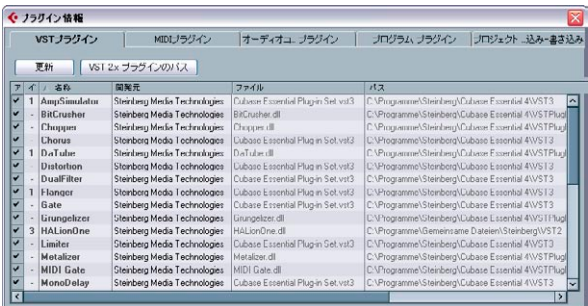 プラグイン情報
VSTプラグイン MIDIプラグイン オーディオコ.. プラグイン プログラム プラグイン プロジェクト ..込み-書き込み
更新 VST 2.x プラグインのパス
ア イ 名称 開発元 ファイル パス
1 AmpSimulator Steinberg Media Technologies Cubase Essential Plug-in Set.vst3 C:\Programme\Steinberg\Cubase Essential 4\VST3
- BitCrusher Steinberg Media Technologies BitCrusher.dll C:\Programme\Steinberg\Cubase Essential 4\VSTPlugi
- Chopper Steinberg Media Technologies Chopper.dll C:\Programme\Steinberg\Cubase Essential 4\VSTPlugi
Chorus Steinberg Media Technologies Cubase Essential Plug-in Set.vst3 C:\Programme\Steinberg\Cubase Essential 4\VST3
1 DaTube Steinberg Media Technologies DaTube.dll C:\Programme\Steinberg\Cubase Essential 4\VSTPlugi
Distortion Steinberg Media Technologies Cubase Essential Plug-in Set.vst3 C:\Programme\Steinberg\Cubase Essential 4\VST3
- DualFilter Steinberg Media Technologies Cubase Essential Plug-in Set.vst3 C:\Programme\Steinberg\Cubase Essential 4\VST3
1 Flanger Steinberg Media Technologies Cubase Essential Plug-in Set.vst3 C:\Programme\Steinberg\Cubase Essential 4\VST3
- Gate Steinberg Media Technologies Cubase Essential Plug-in Set.vst3 C:\Programme\Steinberg\Cubase Essential 4\VST3
- Grungelizer Steinberg Media Technologies Grungelizer.dll C:\Programme\Steinberg\Cubase Essential 4\VSTPlugi
3 HALionOne Steinberg Media Technologies HALionOne.dll C:\Programme\Gemeinsame Dateien\Steinberg\VST2
- Limiter Steinberg Media Technologies Cubase Essential Plug-in Set.vst3 C:\Programme\Steinberg\Cubase Essential 4\VST3
- Metalizer Steinberg Media Technologies Metalizer.dll C:\Programme\Steinberg\Cubase Essential 4\VSTPlugi
- MIDI Gate Steinberg Media Technologies MIDI Gate.dll C:\Programme\Steinberg\Cubase Essential 4\VSTPlugi
- MonoDelay Steinberg Media Technologies Cubase Essential Plug-in Set.vst3 C:\Programme\Steinberg\Cubase Essential 4\VST3